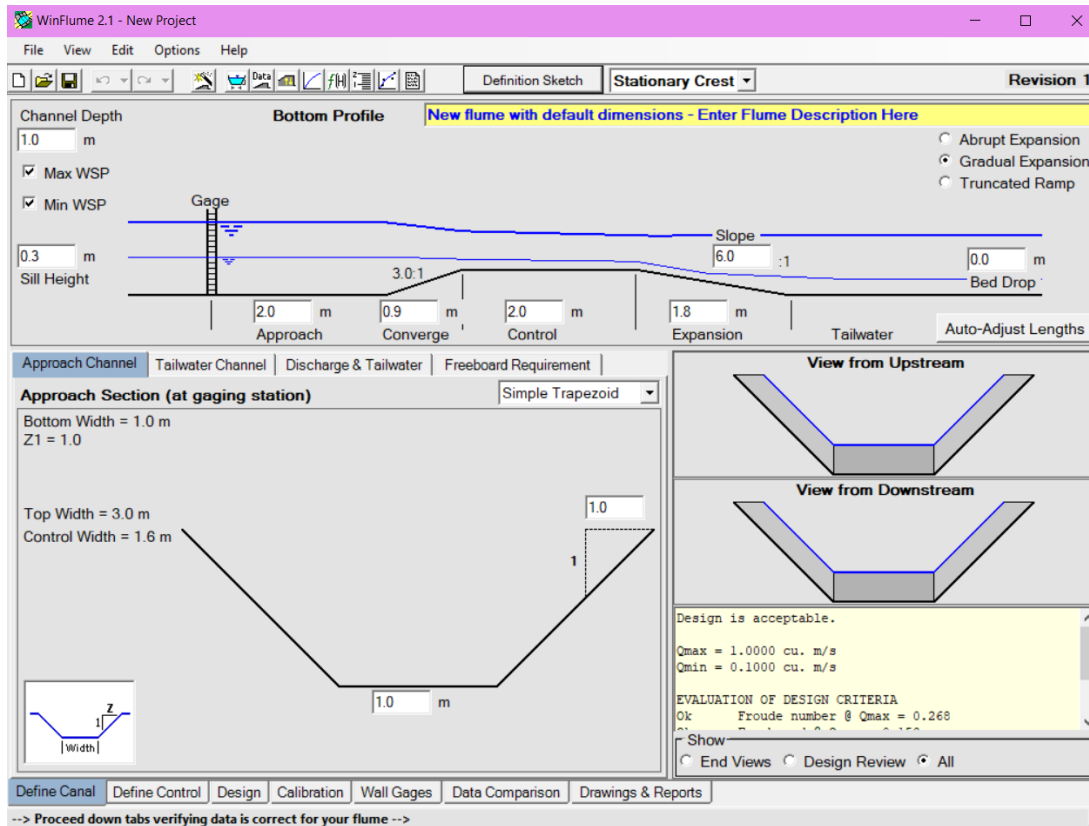 WinFlume 2.1 - New Project
File View Edit Options Help
Data f(H) Definition Sketch Stationary Crest Revision 1
Channel Depth Bottom Profile New flume with default dimensions - Enter Flume Description Here
1.0 m
Abrupt Expansion
Max WSP Gradual Expansion
Min WSP Gage Truncated Ramp
Slope
0.3 m 6.0 :1 0.0 m
Sill Height 3.0:1 Bed Drop
2.0 m 0.9 m 2.0 m 1.8 m
Approach Converge Control Expansion Tailwater Auto-Adjust Lengths
Approach Channel Tailwater Channel Discharge & Tailwater Freeboard Requirement
Approach Section (at gaging station) Simple Trapezoid
Bottom Width = 1.0 m
Z1 = 1.0
1.0
Top Width = 3.0 m
Control Width = 1.6 m
1
1.0 m
Z
1
Width
View from Upstream
View from Downstream
Design is acceptable.
Qmax = 1.0000 cu. m/s
Qmin = 0.1000 cu. m/s
EVALUATION OF DESIGN CRITERIA
Ok Froude number @ Qmax = 0.268
Show
End Views Design Review All
Define Canal Define Control Design Calibration Wall Gages Data Comparison Drawings & Reports
--> Proceed down tabs verifying data is correct for your flume -->